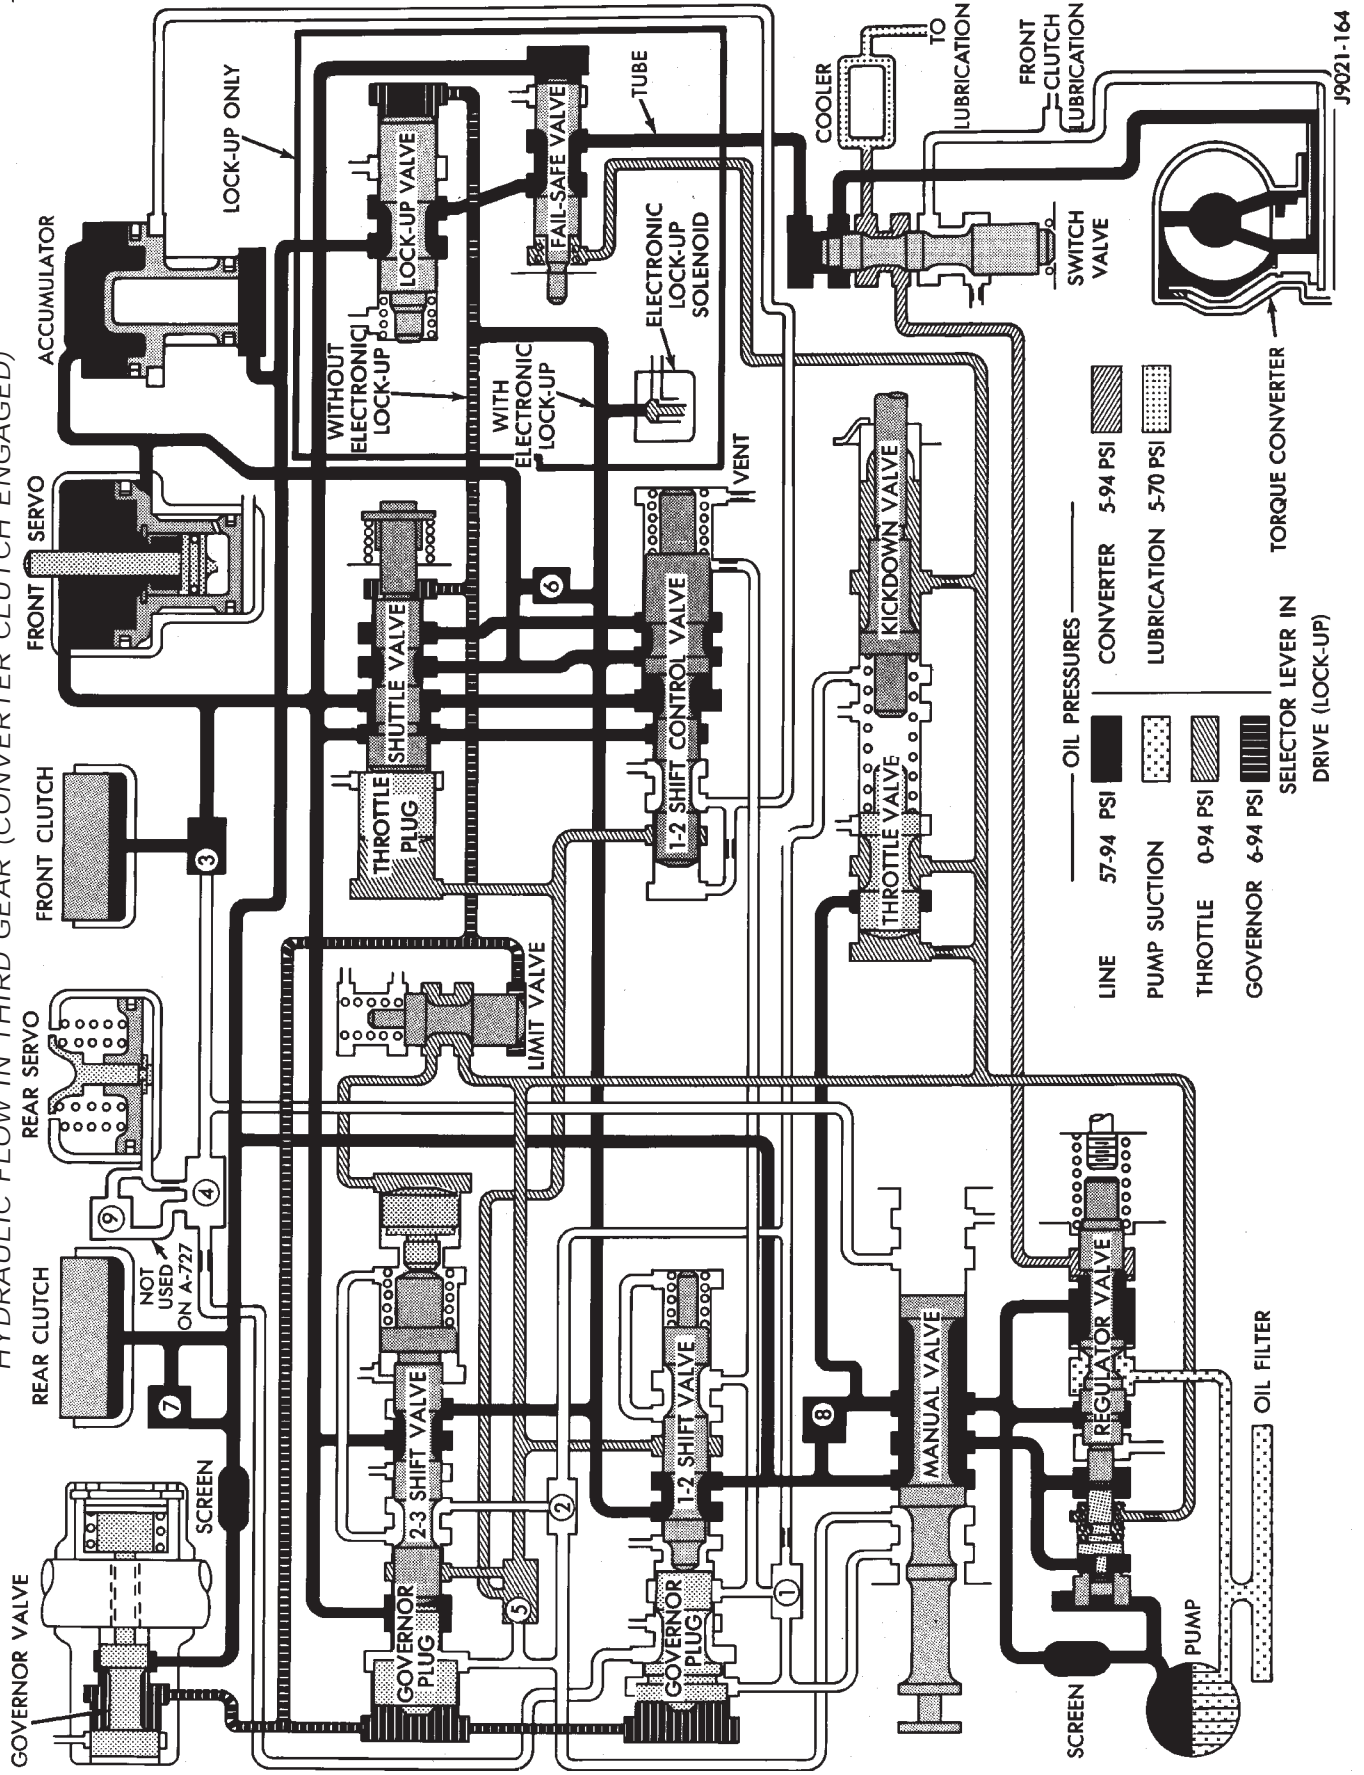 HYDRAULIC FLOW IN THIRD GEAR (CONVERTER CLUTCH ENGAGED)
GOVERNOR VALVE
SCREEN
REAR CLUTCH
7
NOT
USED
ON A-727
9
4
REAR SERVO
FRONT CLUTCH
3
FRONT SERVO
ACCUMULATOR
LOCK-UP ONLY
GOVERNOR
PLUG
2-3 SHIFT VALVE
5
2
LIMIT VALVE
THROTTLE
PLUG
SHUTTLE VALVE
6
WITHOUT
ELECTRONIC
LOCK-UP
LOCK-UP VALVE
WITH
ELECTRONIC
LOCK-UP
FAIL-SAFE VALVE
TUBE
ELECTRONIC
LOCK-UP
SOLENOID
GOVERNOR
PLUG
1-2 SHIFT VALVE
1
8
1-2 SHIFT CONTROL VALVE
VENT
MANUAL VALVE
THROTTLE VALVE
KICKDOWN VALVE
COOLER
TO
LUBRICATION
FRONT
CLUTCH
LUBRICATION
SWITCH
VALVE
SCREEN
PUMP
REGULATOR VALVE
OIL FILTER
OIL PRESSURES
LINE 57-94 PSI
PUMP SUCTION
THROTTLE 0-94 PSI
GOVERNOR 6-94 PSI
CONVERTER 5-94 PSI
LUBRICATION 5-70 PSI
SELECTOR LEVER IN
DRIVE (LOCK-UP)
TORQUE CONVERTER
J9021-164